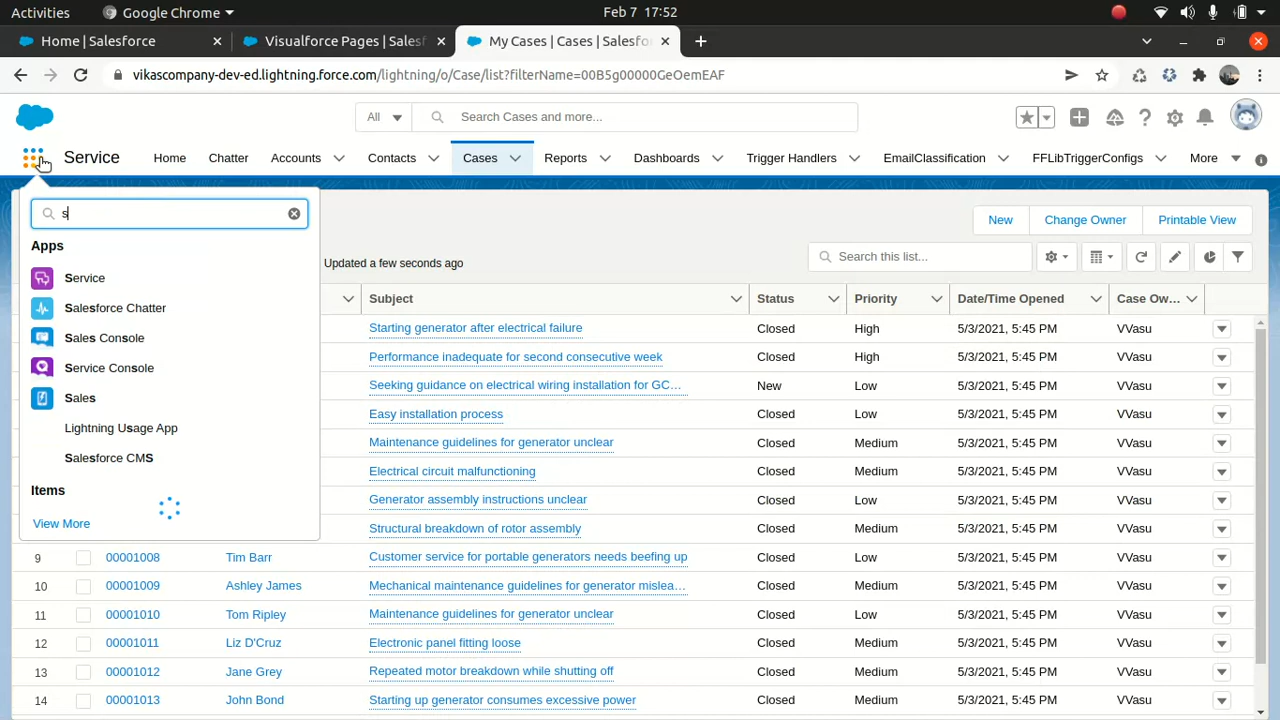 Activities Google Chrome Feb 7 17:52
Home | Salesforce Visualforce Pages | Salesf My Cases | Cases | Salesfo
vikascompany-dev-ed.lightning.force.com/lightning/o/Case/list?filterName=00B5g00000GeOemEAF
All Search Cases and more...
Service Home Chatter Accounts Contacts Cases Reports Dashboards Trigger Handlers EmailClassification FFLibTriggerConfigs More
s
New Change Owner Printable View
Apps
Updated a few seconds ago
Search this list...
Service
Salesforce Chatter
Sales Console
Service Console
Sales
Lightning Usage App
Salesforce CMS
Items
View More
Subject Status Priority Date/Time Opened Case Ow...
Starting generator after electrical failure Closed High 5/3/2021, 5:45 PM VVasu
Performance inadequate for second consecutive week Closed High 5/3/2021, 5:45 PM VVasu
Seeking guidance on electrical wiring installation for GC... New Low 5/3/2021, 5:45 PM VVasu
Easy installation process Closed Low 5/3/2021, 5:45 PM VVasu
Maintenance guidelines for generator unclear Closed Medium 5/3/2021, 5:45 PM VVasu
Electrical circuit malfunctioning Closed Medium 5/3/2021, 5:45 PM VVasu
Generator assembly instructions unclear Closed Low 5/3/2021, 5:45 PM VVasu
Structural breakdown of rotor assembly Closed Medium 5/3/2021, 5:45 PM VVasu
9 00001008 Tim Barr Customer service for portable generators needs beefing up Closed Low 5/3/2021, 5:45 PM VVasu
10 00001009 Ashley James Mechanical maintenance guidelines for generator mislea... Closed Medium 5/3/2021, 5:45 PM VVasu
11 00001010 Tom Ripley Maintenance guidelines for generator unclear Closed Low 5/3/2021, 5:45 PM VVasu
12 00001011 Liz D'Cruz Electronic panel fitting loose Closed Medium 5/3/2021, 5:45 PM VVasu
13 00001012 Jane Grey Repeated motor breakdown while shutting off Closed Medium 5/3/2021, 5:45 PM VVasu
14 00001013 John Bond Starting up generator consumes excessive power Closed Medium 5/3/2021, 5:45 PM VVasu